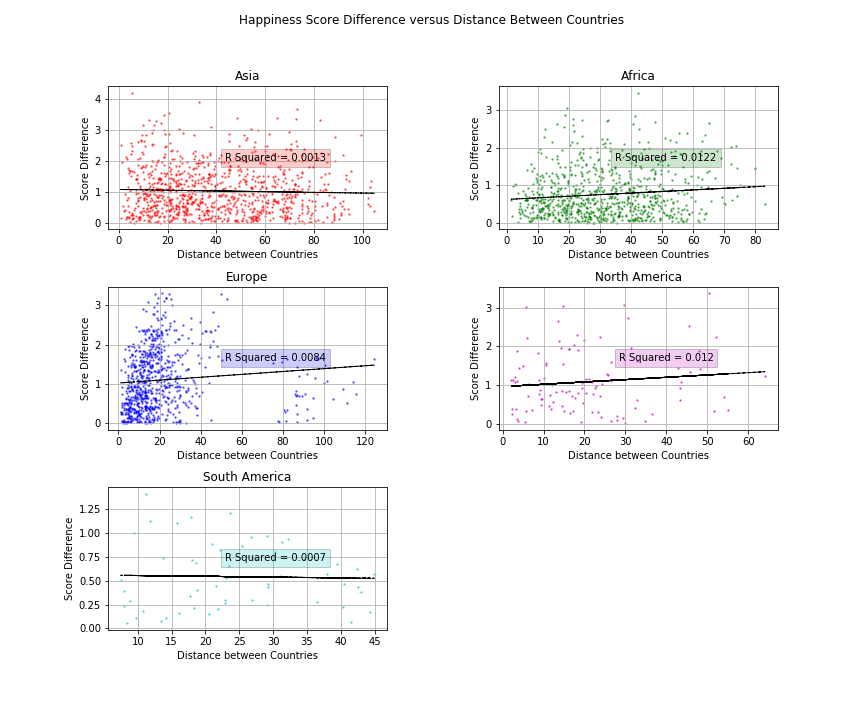 Happiness Score Difference versus Distance Between Countries
Asia
Score Difference
4
3
2
1
0
R Squared = 0.0013
0 20 40 60 80 100
Distance between Countries
Africa
Score Difference
3
2
1
0
R Squared = 0.0122
0 10 20 30 40 50 60 70 80
Distance between Countries
Europe
Score Difference
3
2
1
0
R Squared = 0.0084
0 20 40 60 80 100 120
Distance between Countries
North America
Score Difference
3
2
1
0
R Squared = 0.012
0 10 20 30 40 50 60
Distance between Countries
South America
Score Difference
1.25
1.00
0.75
0.50
0.25
0.00
R Squared = 0.0007
10 15 20 25 30 35 40 45
Distance between Countries